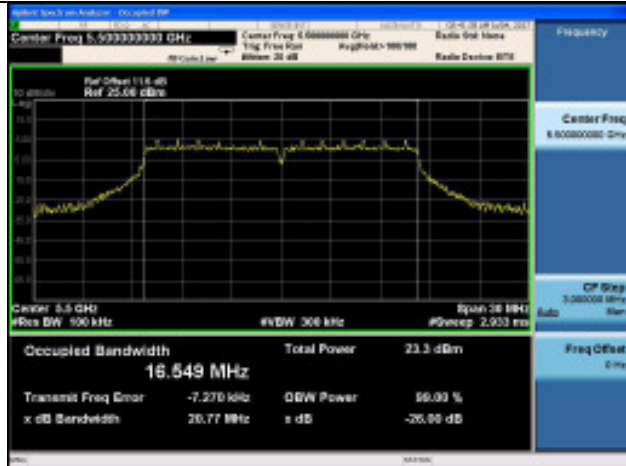 Agilent Spectrum Analyzer - Occupied BW
Center Freq 5.500000000 GHz
Center Freq: 5.500000000 GHz
Radio Std: None
Frequency
Trig: Free Run
Avg|Hold:> 100/100
#Atten: 20 dB
Radio Device: BTS
Ref Offset 11.5 dB
10 dB/div
Ref 25.00 dBm
Log
Center Freq
5.500000000 GHz
CF Step
3.000000 MHz
Auto Man
Center 5.5 GHz
Span 30 MHz
#Res BW 100 kHz
#VBW 300 kHz
#Sweep 2.933 ms
Occupied Bandwidth
Total Power
23.3 dBm
16.549 MHz
Freq Offset
0 Hz
Transmit Freq Error
-7.270 kHz
OBW Power
99.00 %
x dB Bandwidth
20.77 MHz
x dB
-26.00 dB